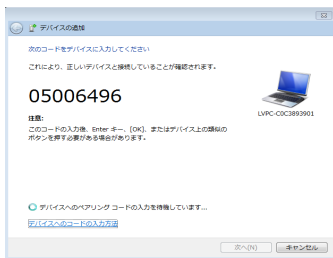 デバイスの追加
次のコードをデバイスに入力してください
これにより、正しいデバイスと接続していることが確認されます。
05006496
LVPC-C0C3893901
注意:
このコードの入力後、Enter キー、[OK]、またはデバイス上の類似の
ボタンを押す必要がある場合があります。
デバイスへのペアリング コードの入力を待機しています...
デバイスへのコードの入力方法
次へ(N)
キャンセル